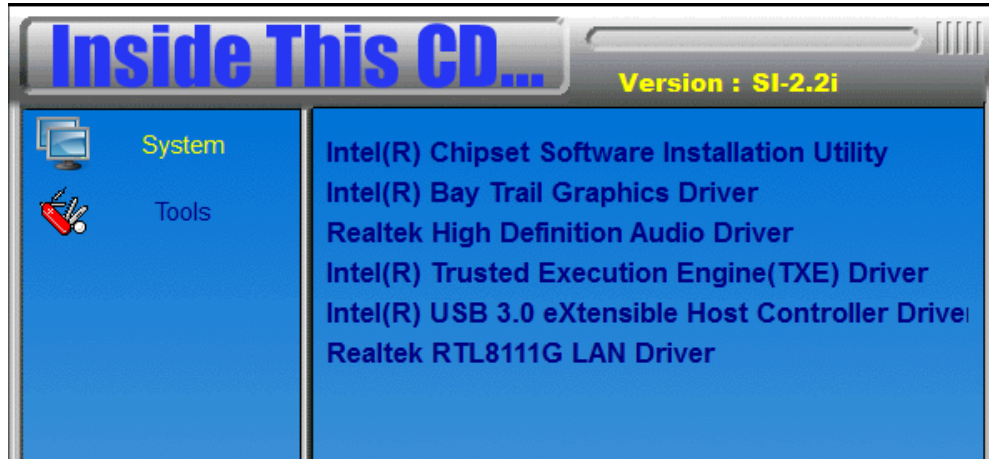 Inside This CD...
Version : SI-2.2i
System
Tools
Intel(R) Chipset Software Installation Utility
Intel(R) Bay Trail Graphics Driver
Realtek High Definition Audio Driver
Intel(R) Trusted Execution Engine(TXE) Driver
Intel(R) USB 3.0 eXtensible Host Controller
Realtek RTL8111G LAN Driver